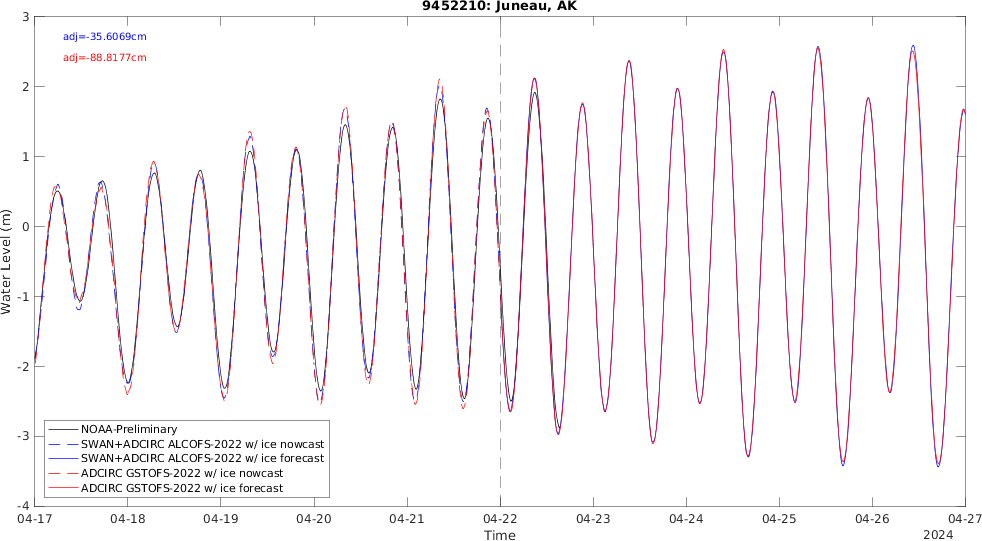 9452210: Juneau, AK
adj=-35.6069cm
adj=-88.8177cm
3
2
1
0
-1
-2
-3
-4
Water Level (m)
NOAA-Preliminary
SWAN+ADCIRC ALCOFS-2022 w/ ice nowcast
SWAN+ADCIRC ALCOFS-2022 w/ ice forecast
ADCIRC GSTOFS-2022 w/ ice nowcast
ADCIRC GSTOFS-2022 w/ ice forecast
04-17 04-18 04-19 04-20 04-21 04-22 04-23 04-24 04-25 04-26 04-27
Time
2024